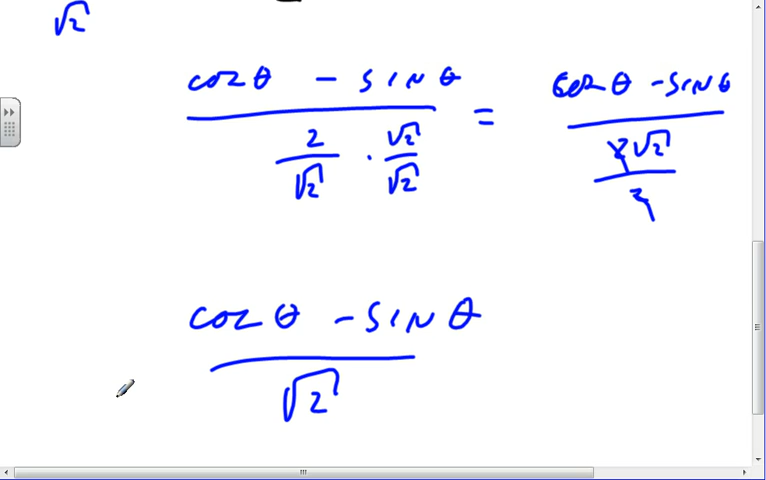 √2
cos θ - sin θ / (2/√2 · √2/√2) = cos θ - sin θ / (2√2/2)
cos θ - sin θ / √2